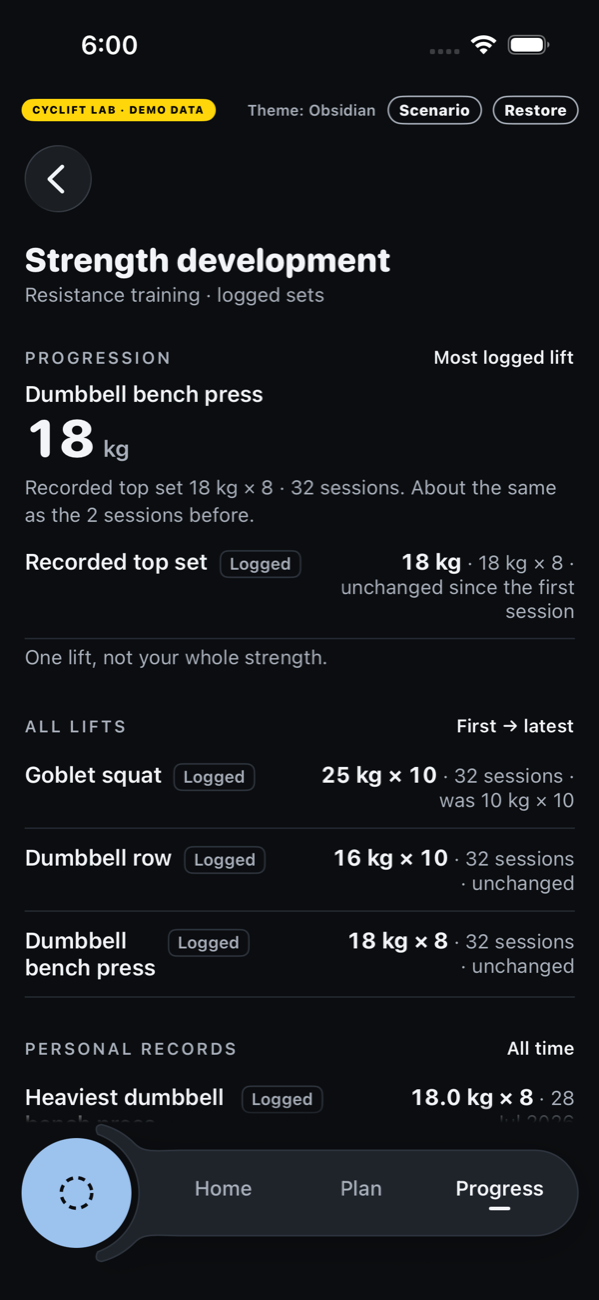 6:00
CYCLIFT LAB · DEMO DATA
Theme: Obsidian
Scenario
Restore
Strength development
Resistance training · logged sets
PROGRESSION
Most logged lift
Dumbbell bench press
18 kg
Recorded top set 18 kg × 8 · 32 sessions. About the same
as the 2 sessions before.
Recorded top set
Logged
18 kg · 18 kg × 8 ·
unchanged since the first
session
One lift, not your whole strength.
ALL LIFTS
First → latest
Goblet squat
Logged
25 kg × 10 · 32 sessions ·
was 10 kg × 10
Dumbbell row
Logged
16 kg × 10 · 32 sessions
· unchanged
Dumbbell
bench press
Logged
18 kg × 8 · 32 sessions
· unchanged
PERSONAL RECORDS
All time
Heaviest dumbbell
bench press
Logged
18.0 kg × 8 · 28
Jul 2026
Home
Plan
Progress